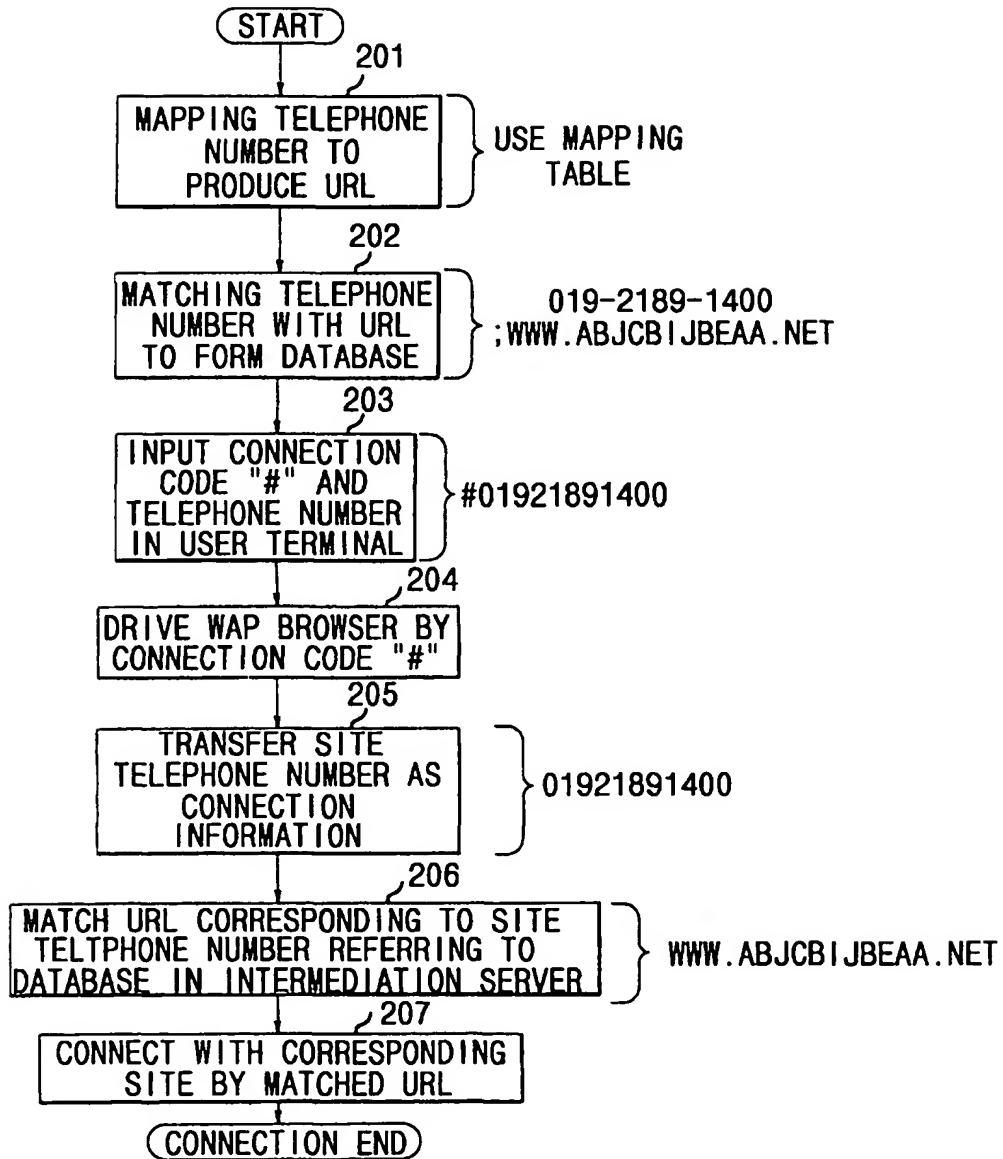 START
201
MAPPING TELEPHONE
NUMBER TO
PRODUCE URL
USE MAPPING
TABLE
202
MATCHING TELEPHONE
NUMBER WITH URL
TO FORM DATABASE
019-2189-1400
;WWW.ABJCBIJBEAA.NET
203
INPUT CONNECTION
CODE "#" AND
TELEPHONE NUMBER
IN USER TERMINAL
#01921891400
204
DRIVE WAP BROWSER BY
CONNECTION CODE "#"
205
TRANSFER SITE
TELEPHONE NUMBER AS
CONNECTION
INFORMATION
01921891400
206
MATCH URL CORRESPONDING TO SITE
TELTPHONE NUMBER REFERRING TO
DATABASE IN INTERMEDIATION SERVER
WWW.ABJCBIJBEAA.NET
207
CONNECT WITH CORRESPONDING
SITE BY MATCHED URL
CONNECTION END